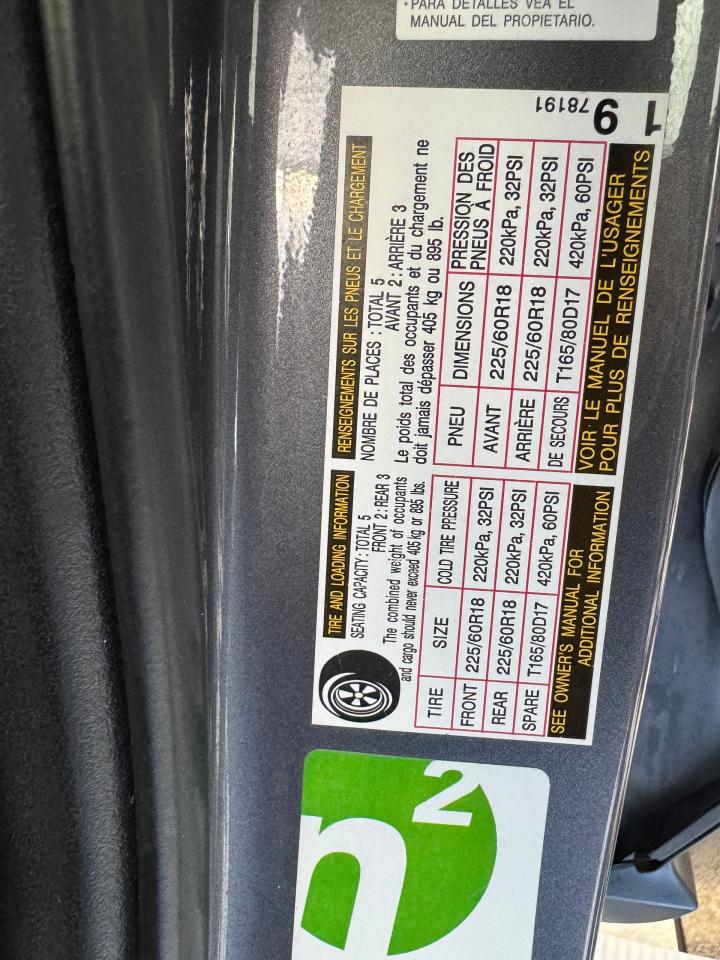 TIRE AND LOADING INFORMATION
SEATING CAPACITY : TOTAL 5
FRONT 2 : REAR 3
The combined weight of occupants
and cargo should never exceed 405 kg or 895 lbs.
TIRE SIZE COLD TIRE PRESSURE
FRONT 225/60R18 220kPa, 32PSI
REAR 225/60R18 220kPa, 32PSI
SPARE T165/80D17 420kPa, 60PSI
SEE OWNER'S MANUAL FOR
ADDITIONAL INFORMATION
RENSEIGNEMENTS SUR LES PNEUS ET LE CHARGEMENT
NOMBRE DE PLACES : TOTAL 5
AVANT 2 : ARRIÈRE 3
Le poids total des occupants et du chargement ne
doit jamais dépasser 405 kg ou 895 lb.
PNEU DIMENSIONS PRESSION DES
PNEUS À FROID
AVANT 225/60R18 220kPa, 32PSI
ARRIÈRE 225/60R18 220kPa, 32PSI
DE SECOURS T165/80D17 420kPa, 60PSI
VOIR LE MANUEL DE L'USAGER
POUR PLUS DE RENSEIGNEMENTS
78191
19
n2
·PARA DETALLES VEA EL
MANUAL DEL PROPIETARIO.